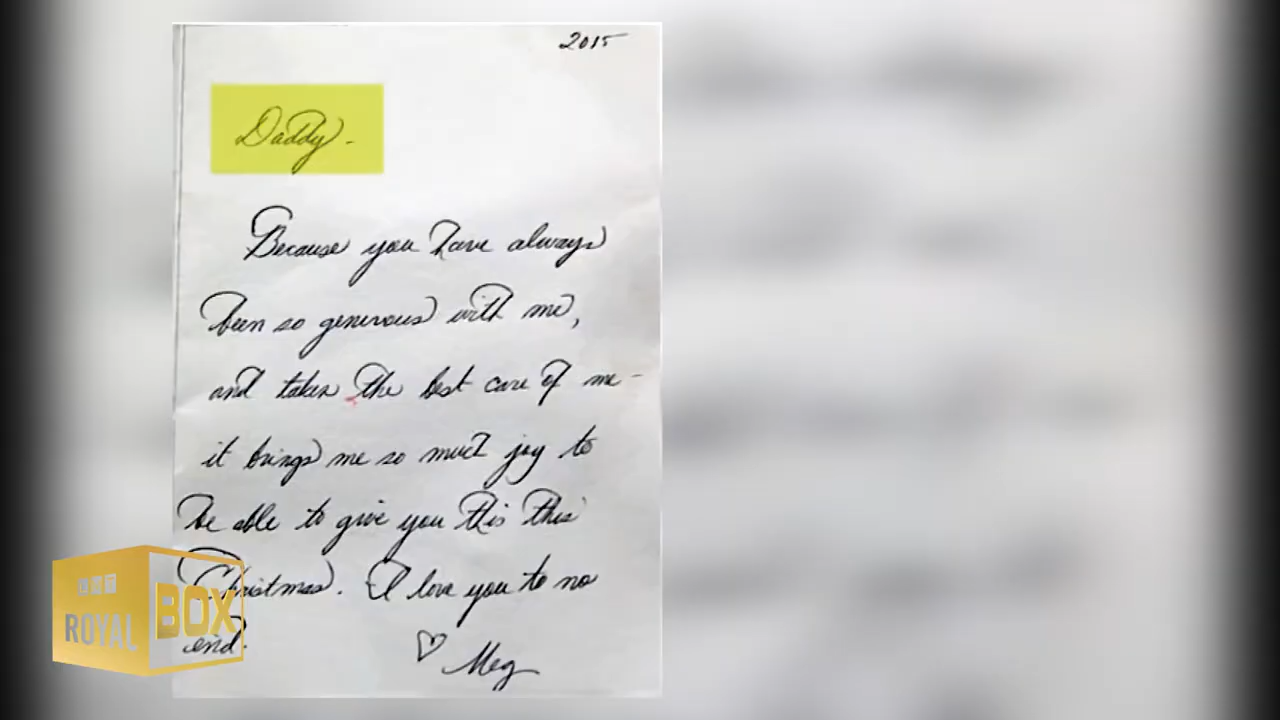 2015
Daddy -
Because you have always
been so generous with me,
and taken the best care of me -
it brings me so much joy to
be able to give you this this
Christmas. I love you to no
end.
♡ Meg
ROYAL
BOX